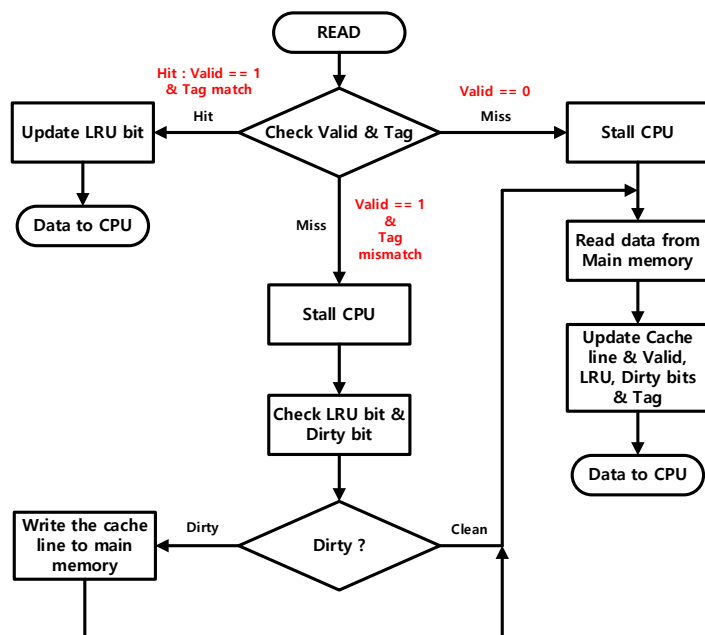 READ
Hit : Valid == 1
& Tag match
Valid == 0
Update LRU bit
Hit
Check Valid & Tag
Miss
Stall CPU
Data to CPU
Miss
Valid == 1
&
Tag
mismatch
Read data from
Main memory
Stall CPU
Update Cache
line & Valid,
LRU, Dirty bits
& Tag
Check LRU bit &
Dirty bit
Data to CPU
Write the cache
line to main
memory
Dirty
Dirty ?
Clean